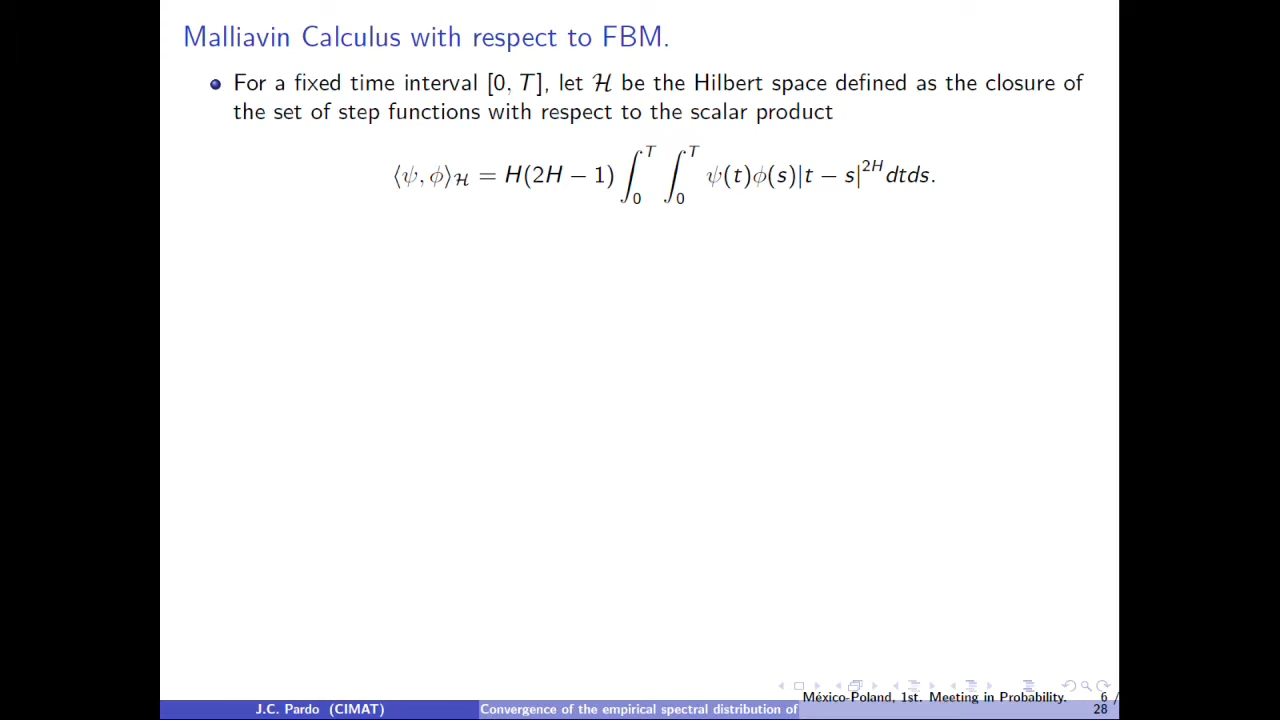 Malliavin Calculus with respect to FBM.
For a fixed time interval [0, T], let ℋ be the Hilbert space defined as the closure of
the set of step functions with respect to the scalar product
⟨ψ, ϕ⟩_ℋ = H(2H − 1) ∫_0^T ∫_0^T ψ(t)ϕ(s)|t − s|^{2H} dtds.
México-Poland, 1st. Meeting in Probability. 6 /
J.C. Pardo (CIMAT) Convergence of the empirical spectral distribution of 28